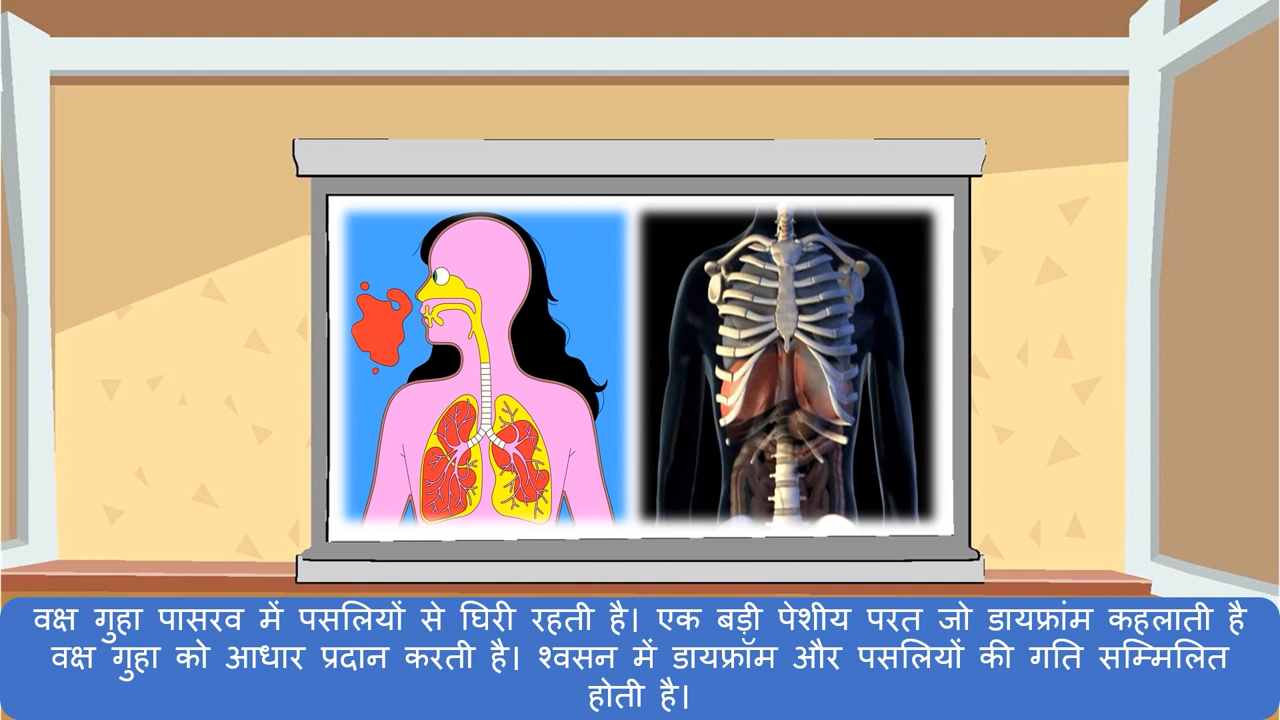 वक्ष गुहा पासरव में पसलियों से घिरी रहती है। एक बड़ी पेशीय परत जो डायफ्रांम कहलाती है
वक्ष गुहा को आधार प्रदान करती है। श्वसन में डायफ्रॉम और पसलियों की गति सम्मिलित
होती है।